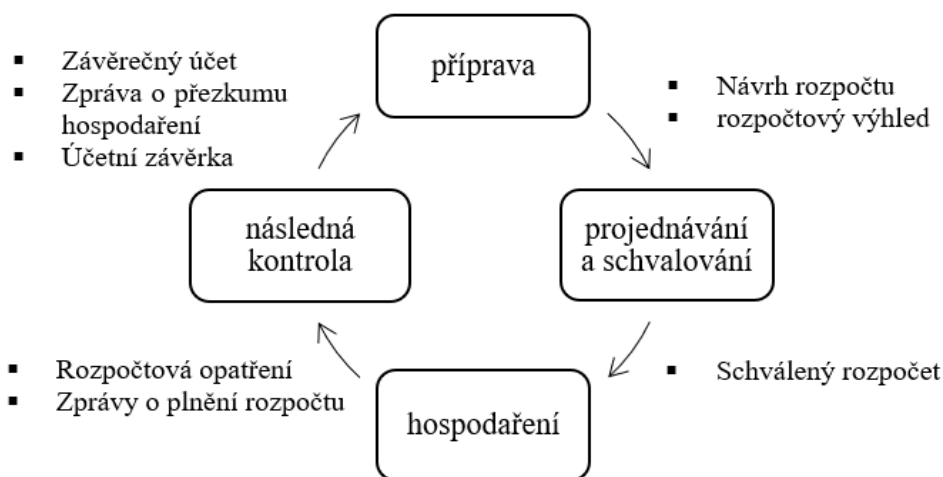 příprava
▪ Závěrečný účet
▪ Zpráva o přezkumu
hospodaření
▪ Účetní závěrka
▪ Návrh rozpočtu
▪ rozpočtový výhled
následná
kontrola
projednávání
a schvalování
▪ Rozpočtová opatření
▪ Zprávy o plnění rozpočtu
▪ Schválený rozpočet
hospodaření